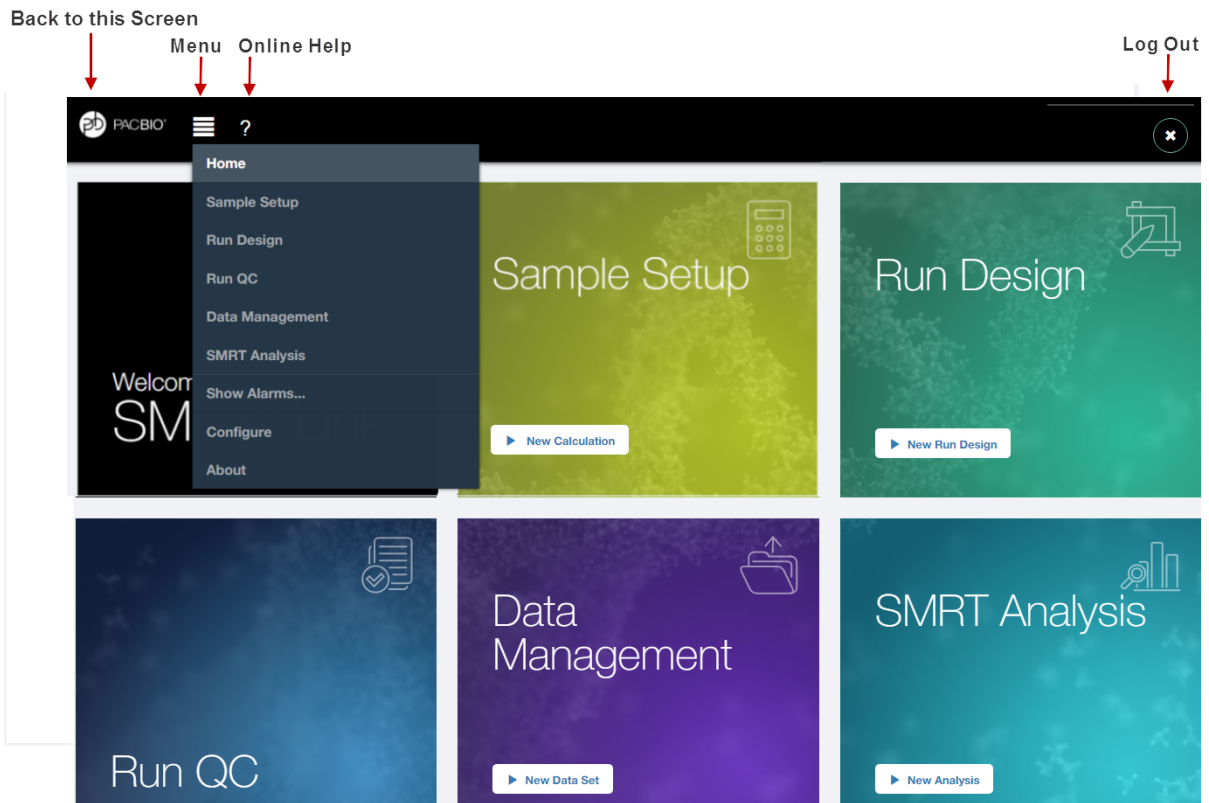 Back to this Screen
Menu
Online Help
Log Out
PACBIO®
?
Home
Sample Setup
Run Design
Run QC
Data Management
SMRT Analysis
Show Alarms...
Configure
About
Welcom
SM
Sample Setup
New Calculation
Run Design
New Run Design
Run QC
Data
Management
New Data Set
SMRT Analysis
New Analysis